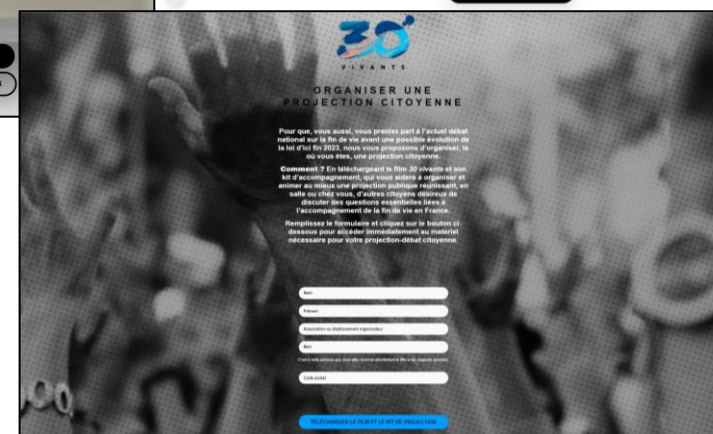 30°
VIVANTS
ORGANISER UNE
PROJECTION CITOYENNE
Pour que, vous aussi, vous preniez part à l'actuel débat
national sur la fin de vie avant une possible évolution de
la loi d'ici fin 2023, nous vous proposons d'organiser, là
où vous êtes, une projection citoyenne.
Comment ? En téléchargeant le film 30 vivants et son
kit d'accompagnement, qui vous aidera à organiser et
animer au mieux une projection publique réunissant, en
salle ou chez vous, d'autres citoyens désireux de
discuter des questions essentielles liées à
l'accompagnement de la fin de vie en France.
Remplissez le formulaire et cliquez sur le bouton ci-
dessous pour accéder immédiatement au matériel
nécessaire pour votre projection-débat citoyenne.
Nom
Prénom
Association ou établissement organisateur
Mail
Code postal
TÉLÉCHARGER LE FILM ET LE KIT DE PROJECTION